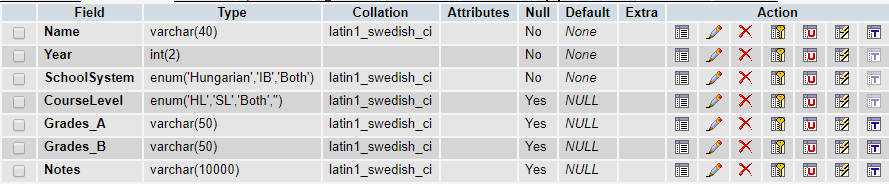 Field Type Collation Attributes Null Default Extra Action
Name varchar(40) latin1_swedish_ci No None
Year int(2) No None
SchoolSystem enum('Hungarian','IB','Both') latin1_swedish_ci No None
CourseLevel enum('HL','SL','Both','') latin1_swedish_ci Yes NULL
Grades_A varchar(50) latin1_swedish_ci Yes NULL
Grades_B varchar(50) latin1_swedish_ci Yes NULL
Notes varchar(10000) latin1_swedish_ci Yes NULL